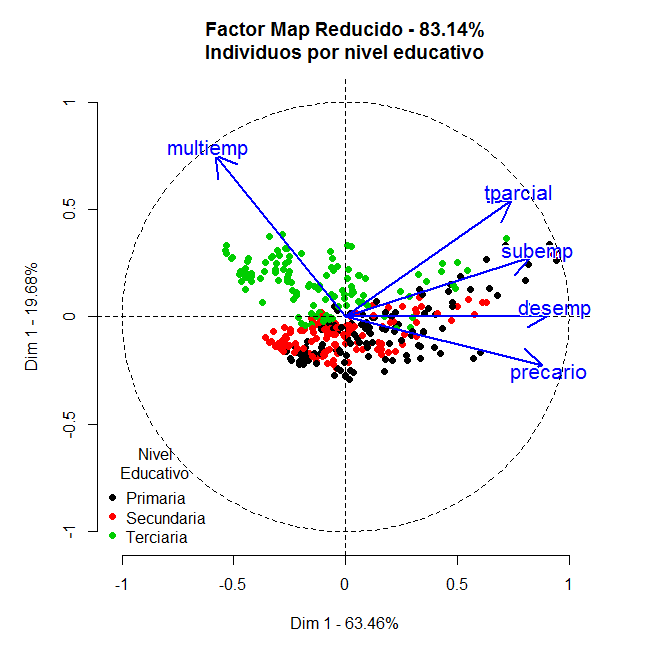 Factor Map Reducido - 83.14%
Individuos por nivel educativo
multiemp
tparcial
subemp
desemp
precario
1
0.5
0
-0.5
-1
Dim 1 - 19.68%
Nivel
Educativo
Primaria
Secundaria
Terciaria
-1
-0.5
0
0.5
1
Dim 1 - 63.46%